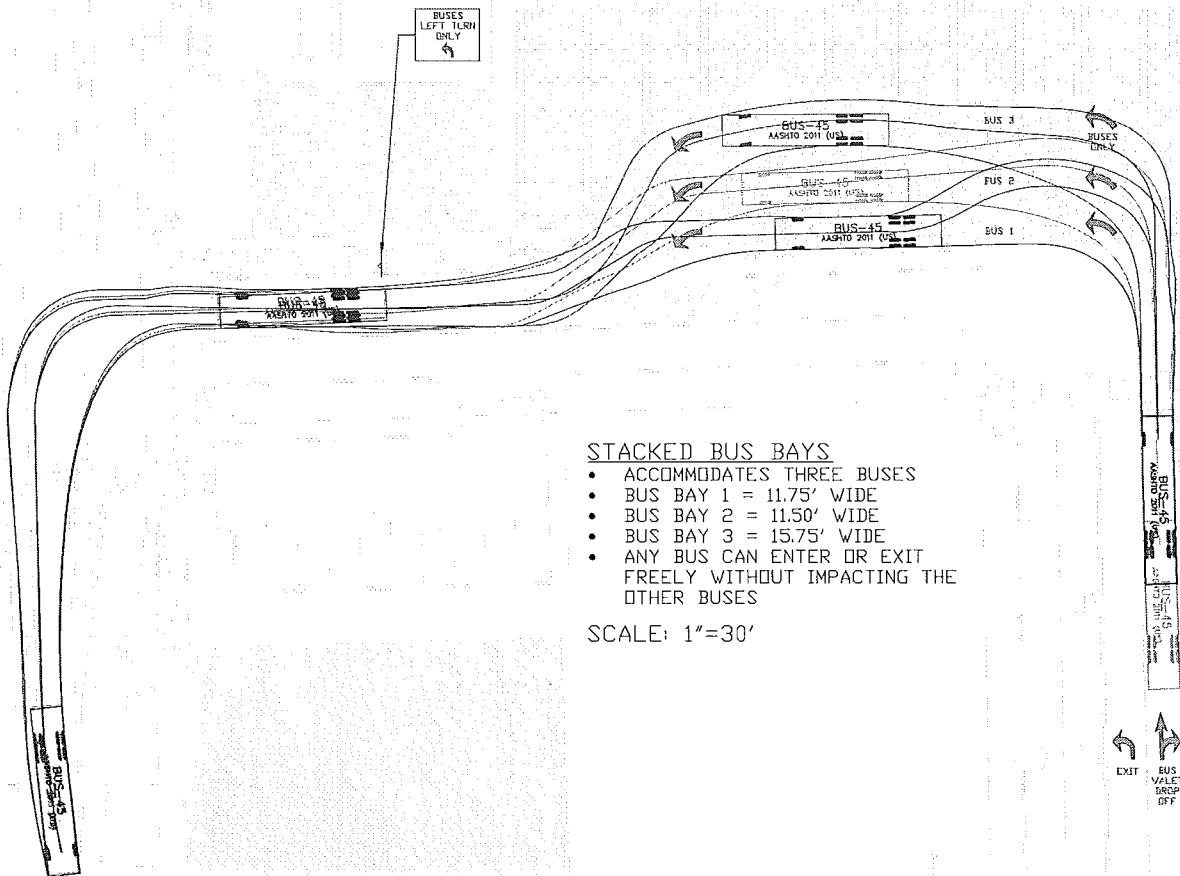 BUSES
LEFT TURN
ONLY
BUS-45
AASHTO 2011 (US)
BUS 3
BUSES
ONLY
BUS-45
AASHTO 2011 (US)
BUS 2
BUS-45
AASHTO 2011 (US)
BUS 1
BUS-45
AASHTO 2011 (US)
STACKED BUS BAYS
• ACCOMMODATES THREE BUSES
• BUS BAY 1 = 11.75' WIDE
• BUS BAY 2 = 11.50' WIDE
• BUS BAY 3 = 15.75' WIDE
• ANY BUS CAN ENTER OR EXIT
FREELY WITHOUT IMPACTING THE
OTHER BUSES
SCALE: 1"=30'
BUS-45
AASHTO 2011 (US)
BUS-45
AASHTO 2011 (US)
BUS-45
EXIT
BUS
VALET
DROP
OFF